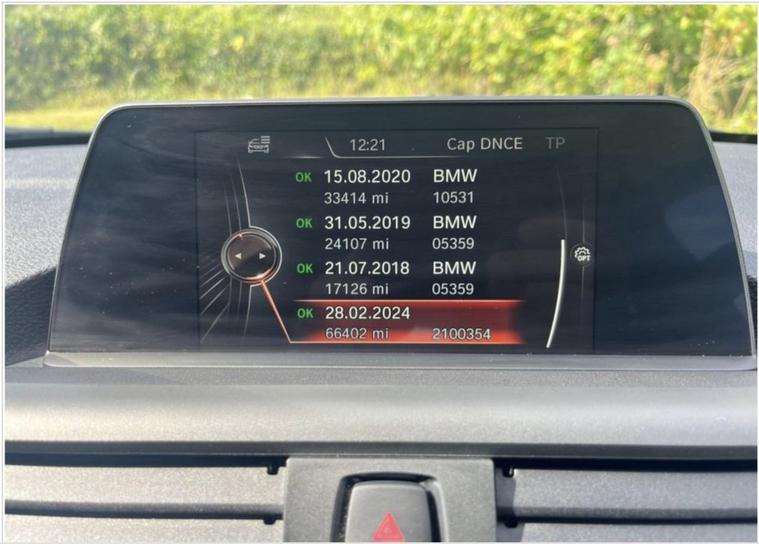 12:21 Cap DNCE TP
OK 15.08.2020 BMW
33414 mi 10531
OK 31.05.2019 BMW
24107 mi 05359
OPT
OK 21.07.2018 BMW
17126 mi 05359
OK 28.02.2024
66402 mi 2100354